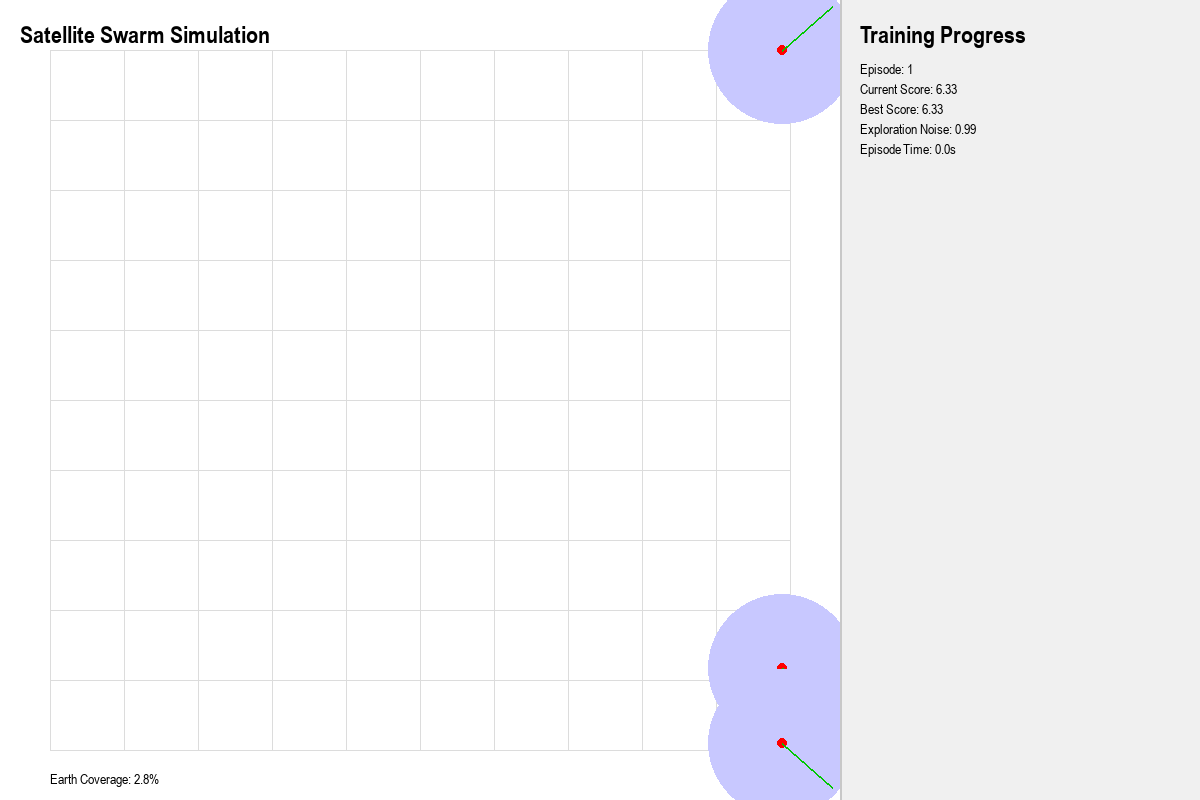 Satellite Swarm Simulation
Training Progress
Episode: 1
Current Score: 6.33
Best Score: 6.33
Exploration Noise: 0.99
Episode Time: 0.0s
Earth Coverage: 2.8%